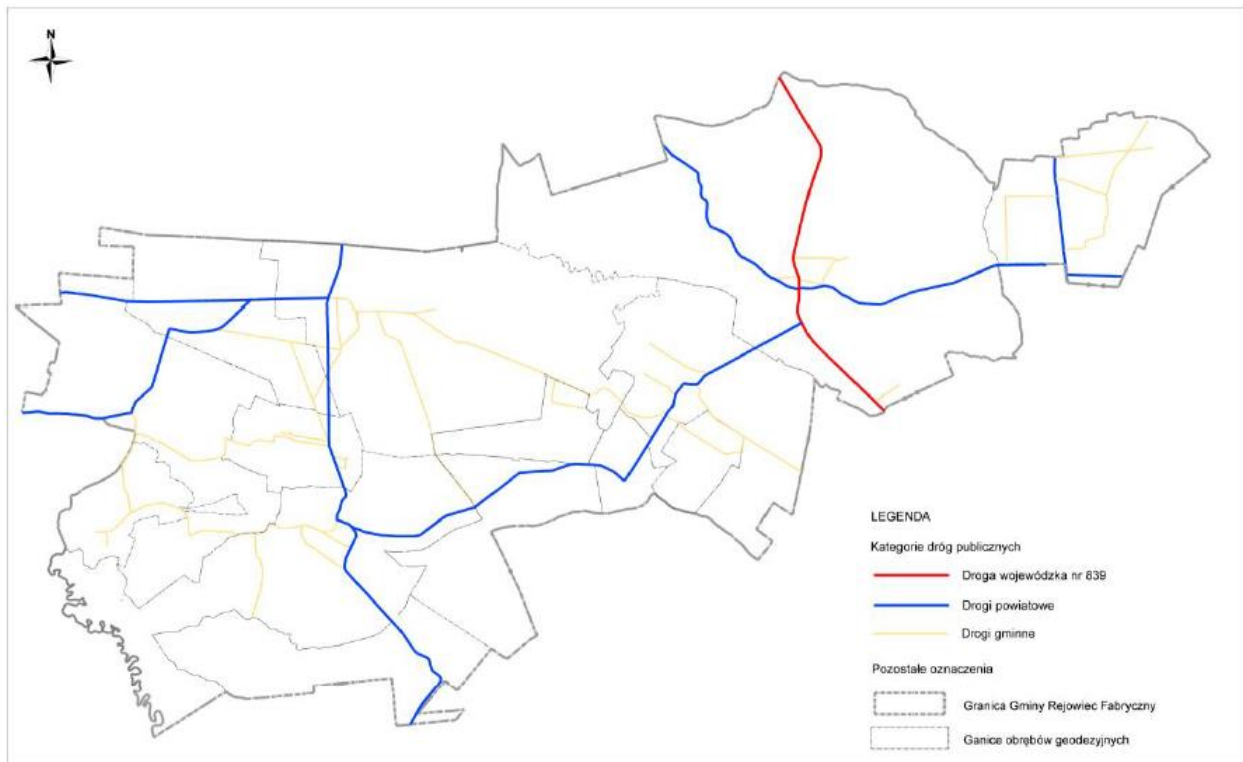 N
LEGENDA
Kategorie dróg publicznych
Droga wojewódzka nr 839
Drogi powiatowe
Drogi gminne
Pozostałe oznaczenia
Granica Gminy Rejowiec Fabryczny
Ganice obrębów geodezyjnych